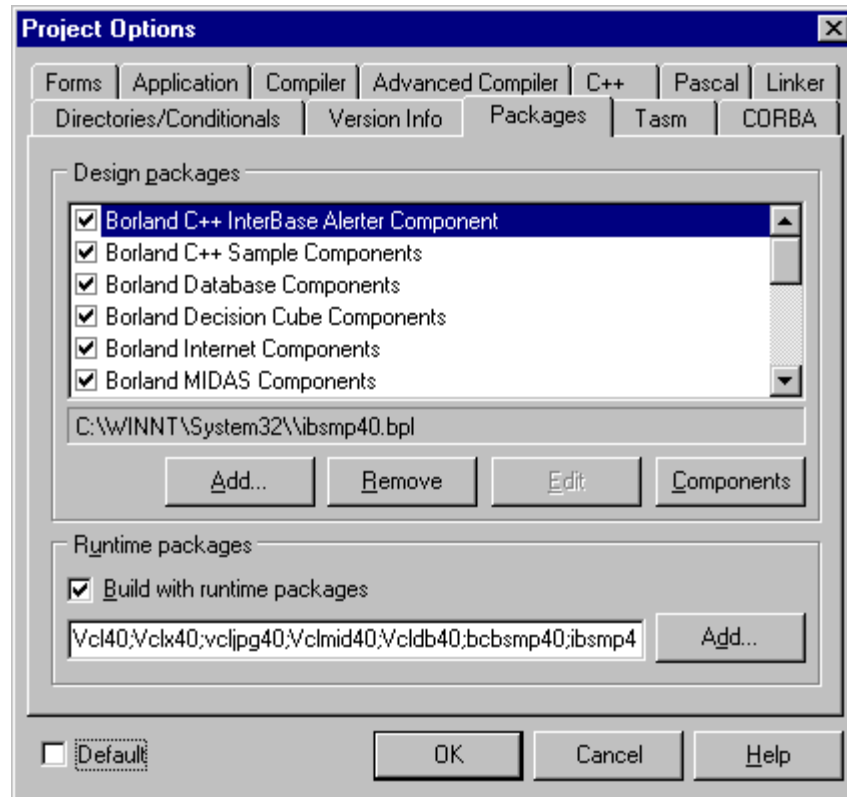 Project Options
Forms Application Compiler Advanced Compiler C++ Pascal Linker
Directories/Conditionals Version Info Packages Tasm CORBA
Design packages
Borland C++ InterBase Alerter Component
Borland C++ Sample Components
Borland Database Components
Borland Decision Cube Components
Borland Internet Components
Borland MIDAS Components
C:\WINNT\System32\\ibsmp40.bpl
Add... Remove Edit Components
Runtime packages
Build with runtime packages
Vcl40;Vclx40;vcljpg40;Vclmid40;Vcldb40;bcbsmp40;ibsmp4 Add...
Default OK Cancel Help